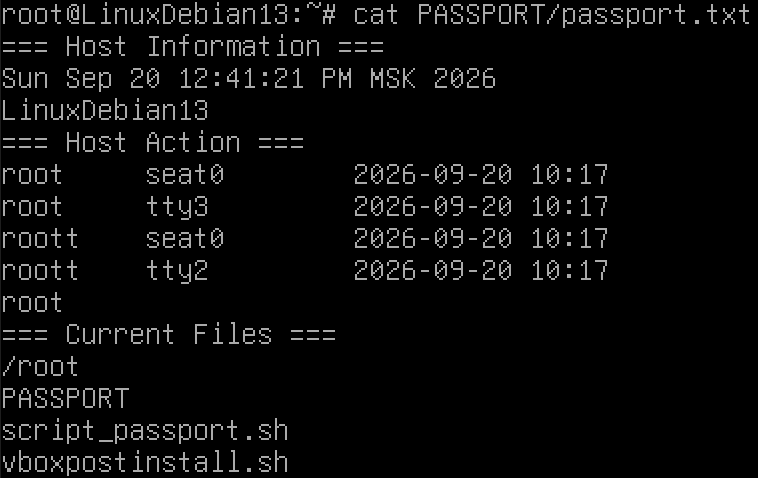 root@LinuxDebian13:~# cat PASSPORT/passport.txt
=== Host Information ===
Sun Sep 20 12:41:21 PM MSK 2026
LinuxDebian13
=== Host Action ===
root     seat0        2026-09-20 10:17
root     tty3         2026-09-20 10:17
roott    seat0        2026-09-20 10:17
roott    tty2         2026-09-20 10:17
root
=== Current Files ===
/root
PASSPORT
script_passport.sh
vboxpostinstall.sh